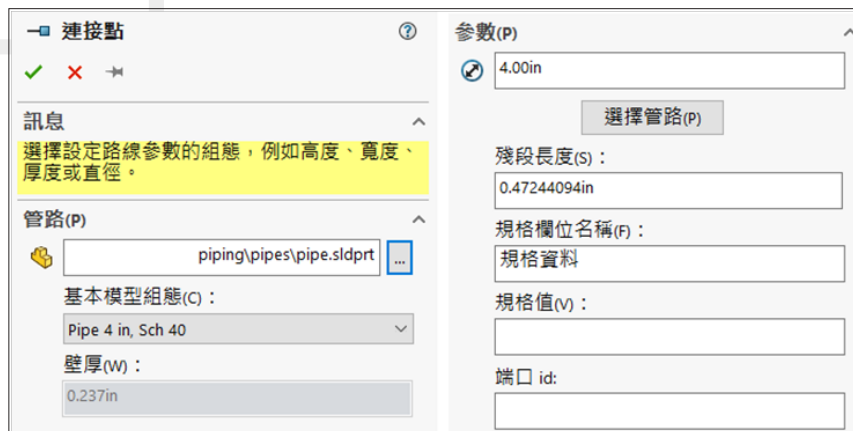 連接點
訊息
選擇設定路線參數的組態，例如高度、寬度、
厚度或直徑。
管路(P)
piping\pipes\pipe.sldprt
...
基本模型組態(C)：
Pipe 4 in, Sch 40
壁厚(W)：
0.237in
參數(P)
4.00in
選擇管路(P)
殘段長度(S)：
0.47244094in
規格欄位名稱(F)：
規格資料
規格值(V)：
端口 id: